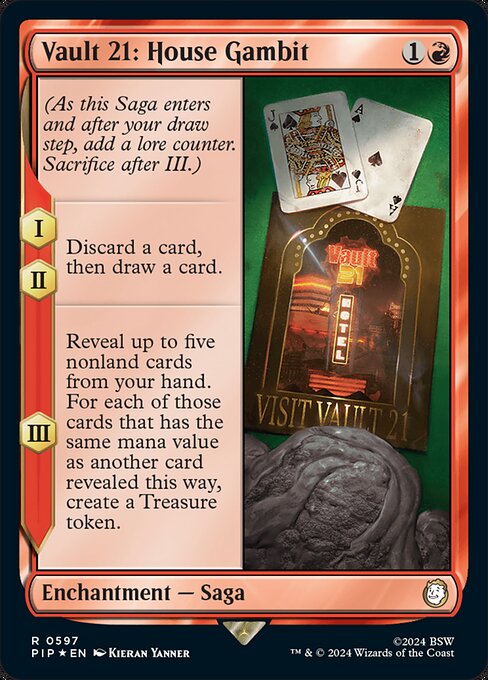 Vault 21: House Gambit 1
(As this Saga enters
and after your draw
step, add a lore counter.
Sacrifice after III.)
I
II
Discard a card,
then draw a card.
III
Reveal up to five
nonland cards
from your hand.
For each of those
cards that has the
same mana value
as another card
revealed this way,
create a Treasure
token.
J
J
A
A
Vault
21
MOTEL
VISIT VAULT 21
Enchantment — Saga
R 0597
PIP★EN Kieran Yanner
©2024 BSW
™ & © 2024 Wizards of the Coast